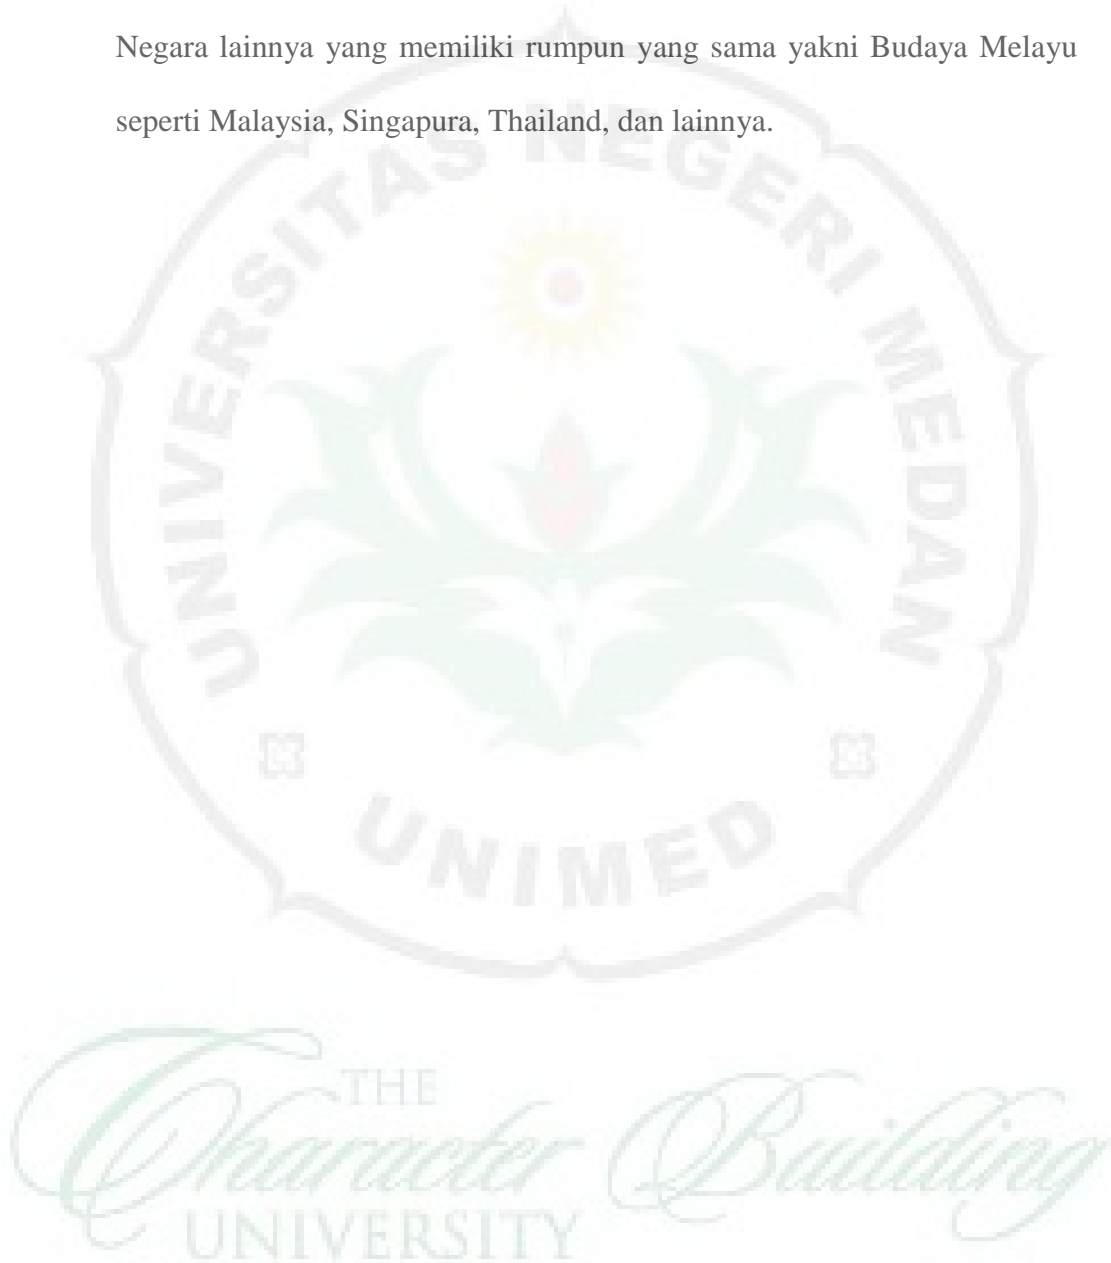 Negara lainnya yang memiliki rumpun yang sama yakni Budaya Melayu
seperti Malaysia, Singapura, Thailand, dan lainnya.
UNIVERSITAS NEGERI MEDAN
UNIMED
THE
Character Building
UNIVERSITY